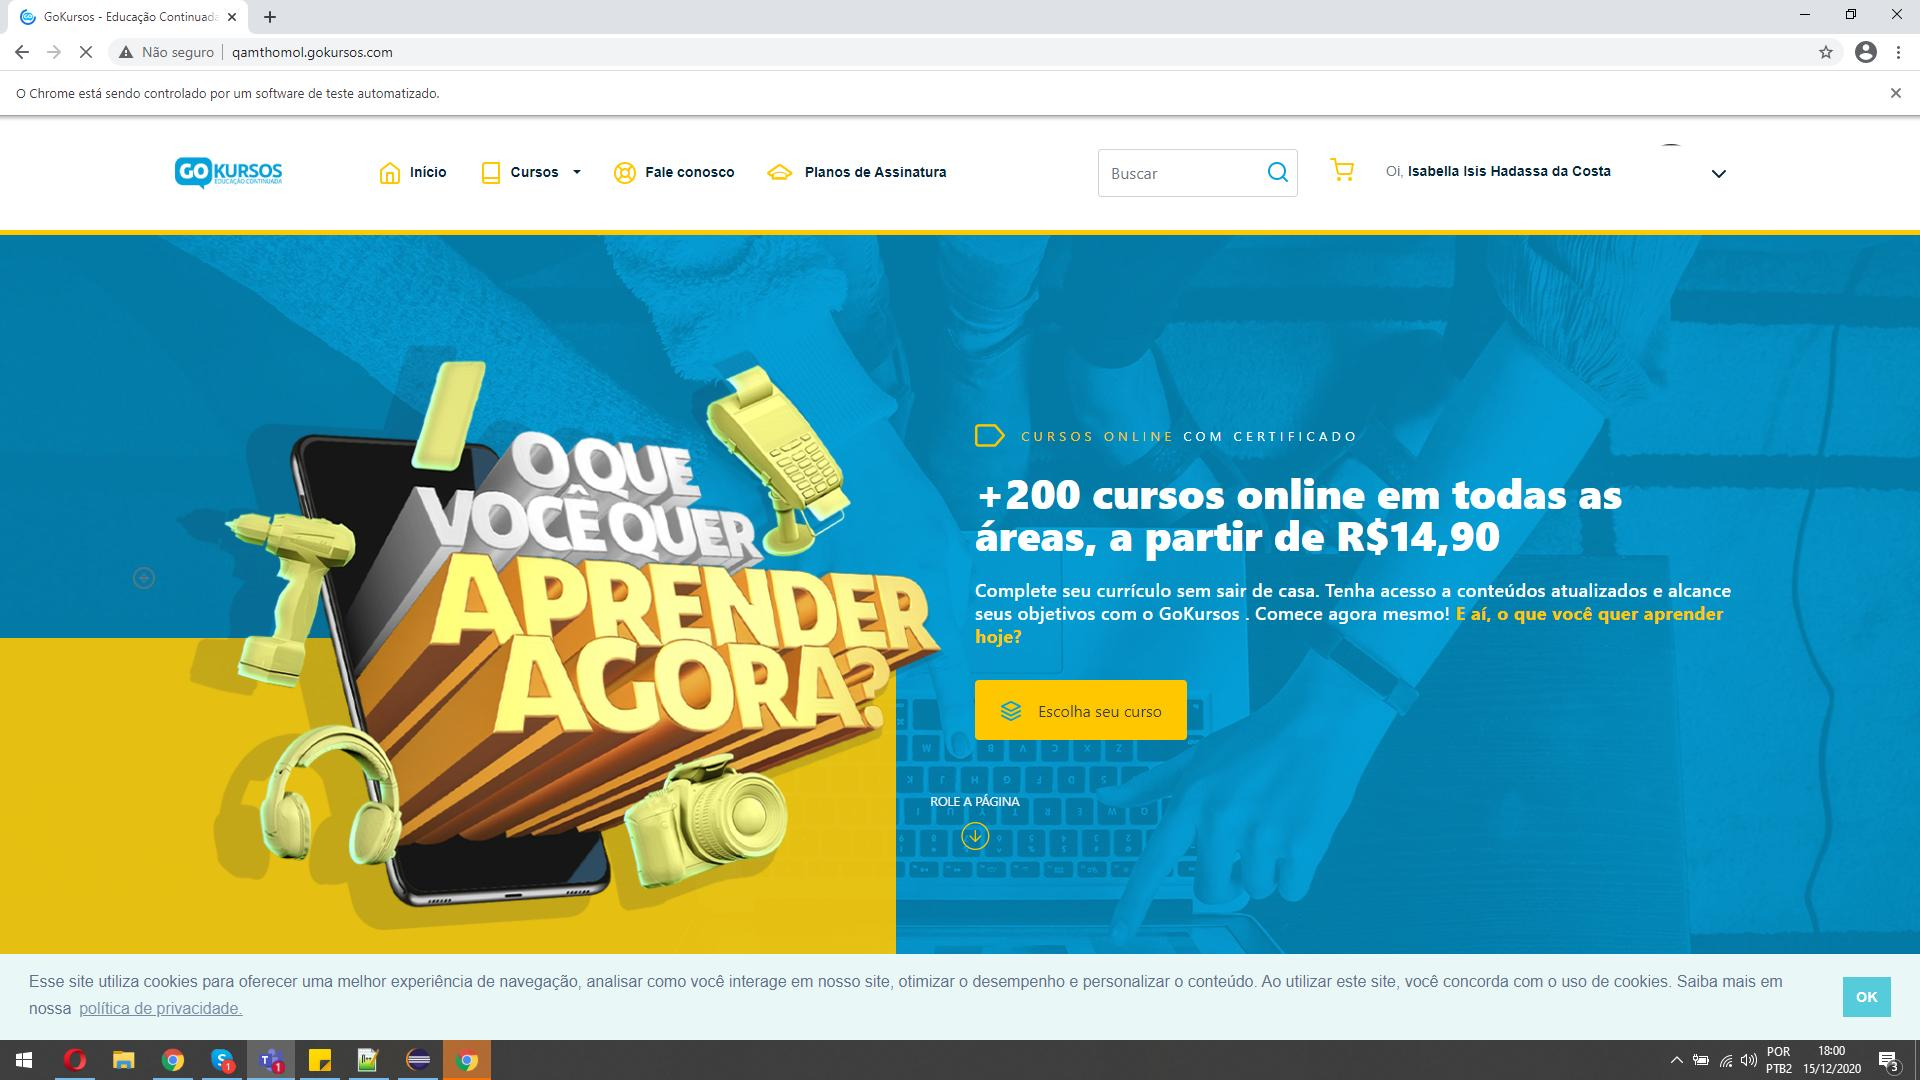 GoKursos - Educação Continuada
Não seguro
qamthomol.gokursos.com
O Chrome está sendo controlado por um software de teste automatizado.
GO KURSOS
EDUCAÇÃO CONTINUADA
Início
Cursos
Fale conosco
Planos de Assinatura
Buscar
Oi, Isabella Isis Hadassa da Costa
O QUE
VOCÊ QUER
APRENDER
AGORA?
CURSOS ONLINE COM CERTIFICADO
+200 cursos online em todas as
áreas, a partir de R$14,90
Complete seu currículo sem sair de casa. Tenha acesso a conteúdos atualizados e alcance
seus objetivos com o GoKursos . Comece agora mesmo! E aí, o que você quer aprender
hoje?
Escolha seu curso
ROLE A PÁGINA
Esse site utiliza cookies para oferecer uma melhor experiência de navegação, analisar como você interage em nosso site, otimizar o desempenho e personalizar o conteúdo. Ao utilizar este site, você concorda com o uso de cookies. Saiba mais em
nossa política de privacidade.
OK
POR
PTB2
18:00
15/12/2020
3